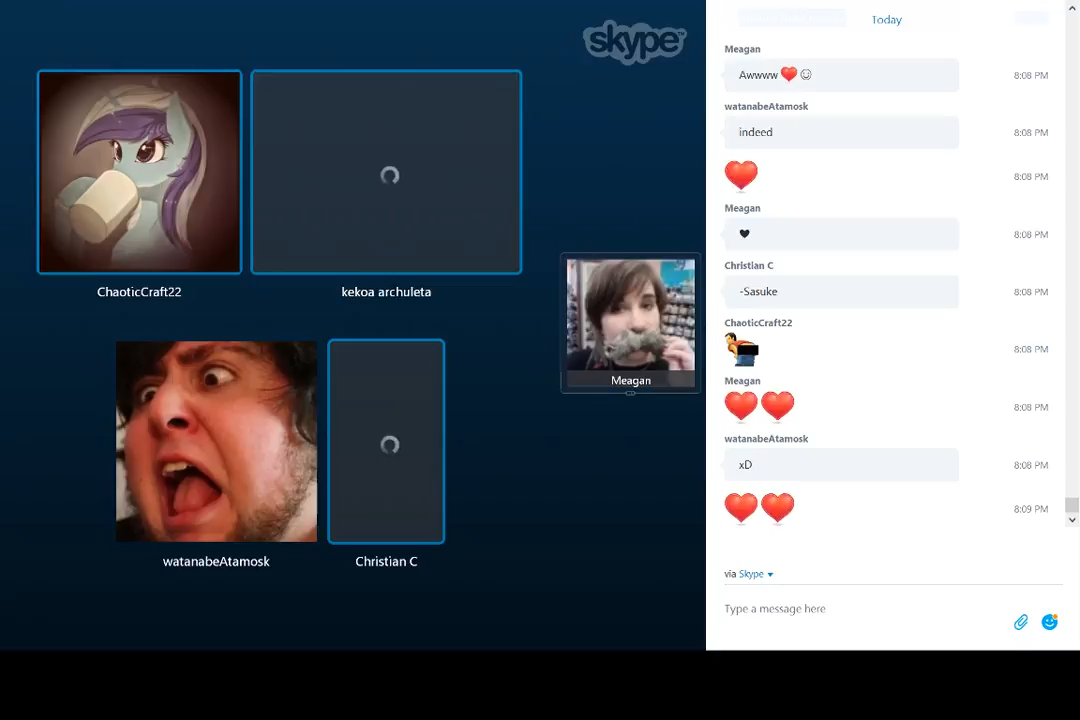 skype™
ChaoticCraft22
kekoa archuleta
Meagan
watanabeAtamosk
Christian C
Today
Meagan
Awwww
8:08 PM
watanabeAtamosk
indeed
8:08 PM
8:08 PM
Meagan
8:08 PM
Christian C
-Sasuke
8:08 PM
ChaoticCraft22
8:08 PM
Meagan
8:08 PM
watanabeAtamosk
xD
8:08 PM
8:09 PM
via Skype
Type a message here